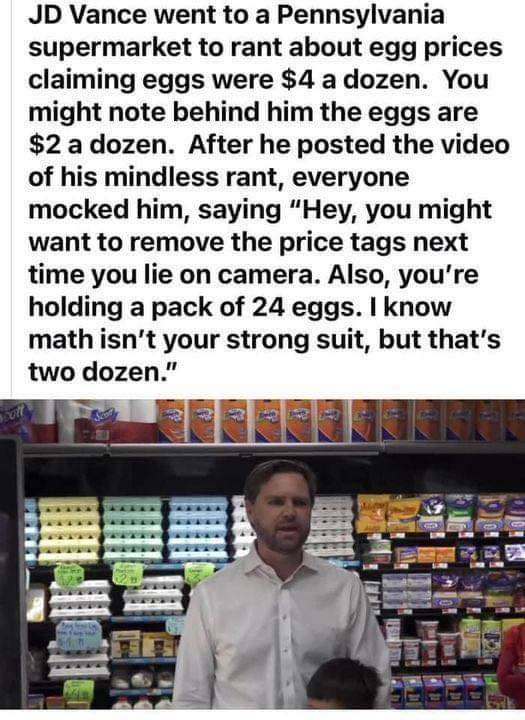 JD Vance went to a Pennsylvania
supermarket to rant about egg prices
claiming eggs were $4 a dozen.  You
might note behind him the eggs are
$2 a dozen.  After he posted the video
of his mindless rant, everyone
mocked him, saying “Hey, you might
want to remove the price tags next
time you lie on camera. Also, you’re
holding a pack of 24 eggs. I know
math isn’t your strong suit, but that’s
two dozen.”
Scott